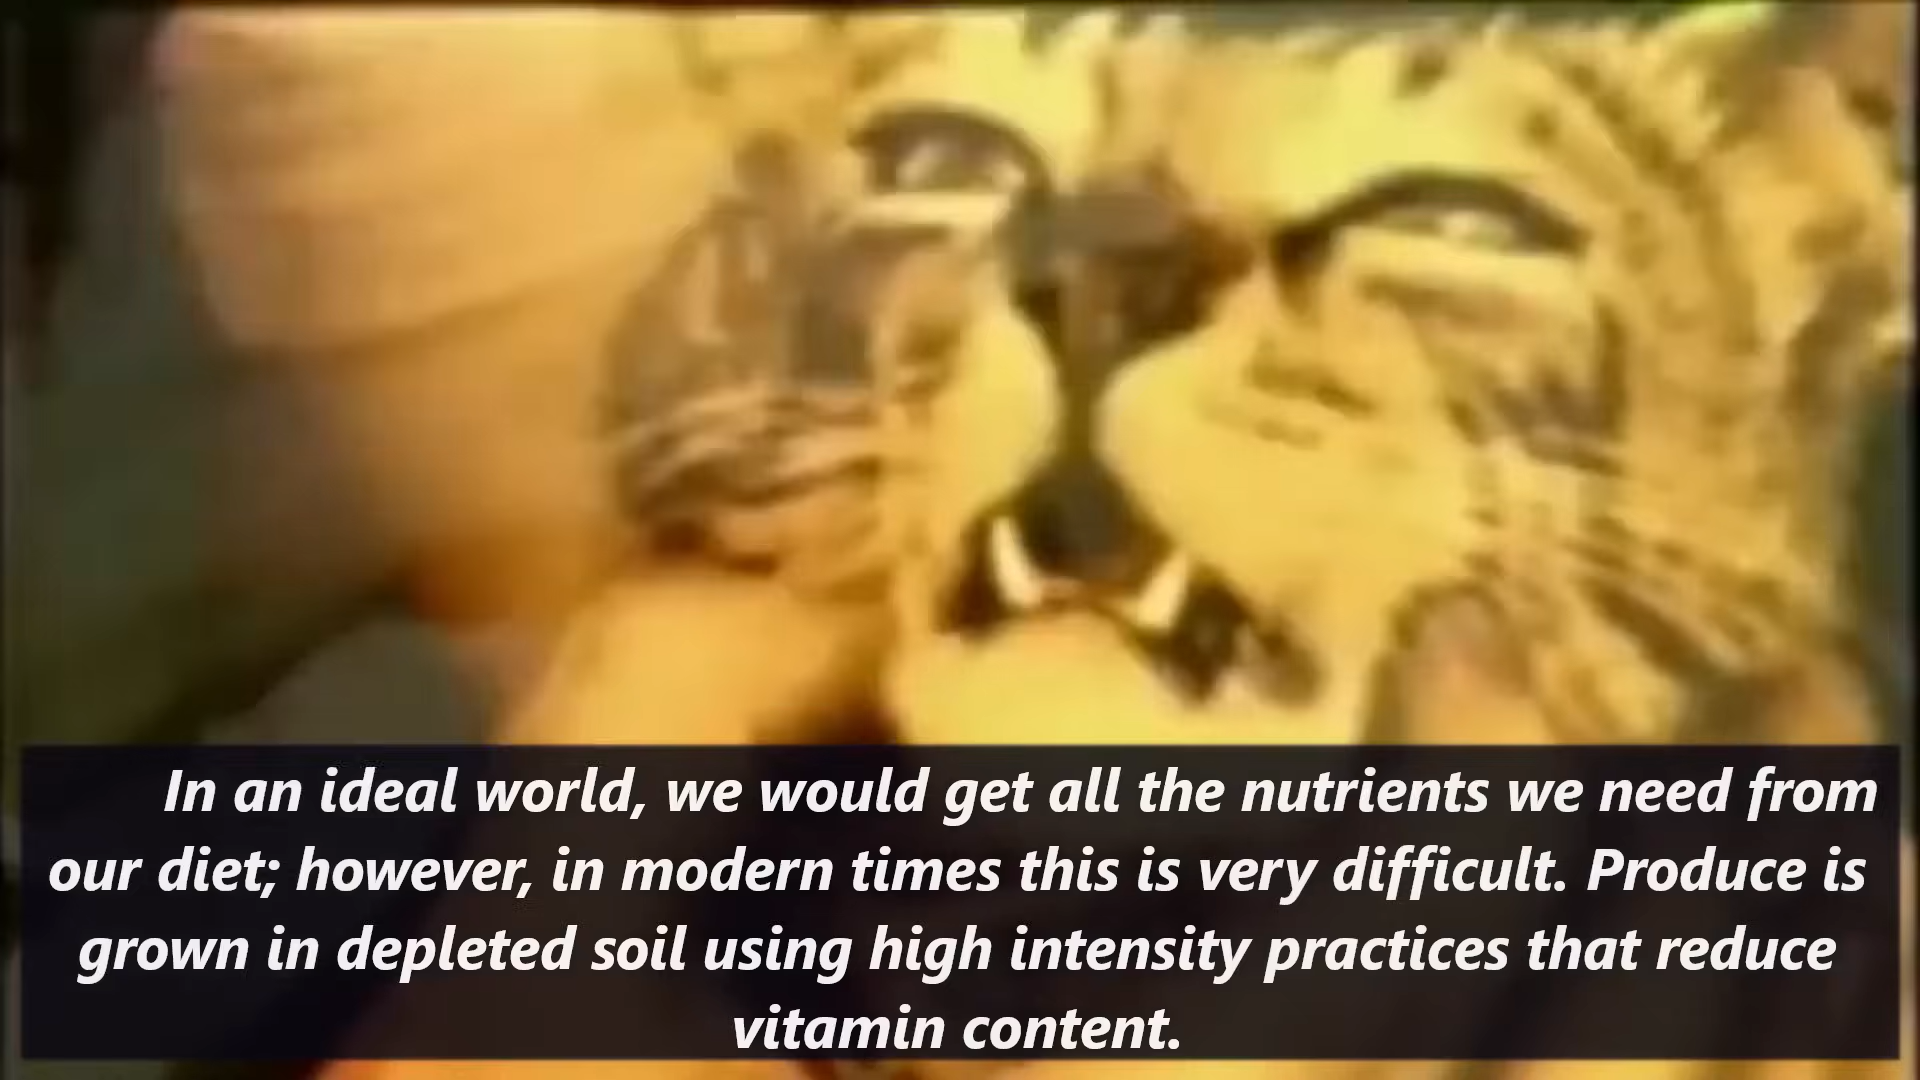 In an ideal world, we would get all the nutrients we need from
our diet; however, in modern times this is very difficult. Produce is
grown in depleted soil using high intensity practices that reduce
vitamin content.